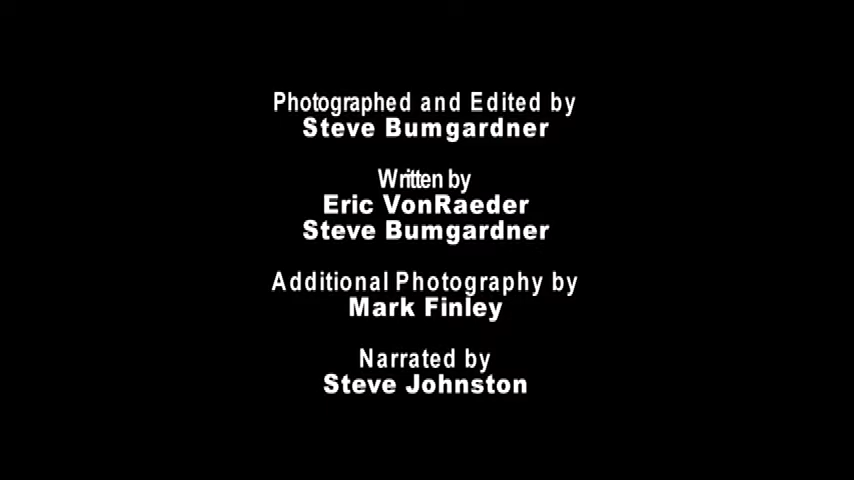 Photographed and Edited by
Steve Bumgardner
Written by
Eric VonRaeder
Steve Bumgardner
Additional Photography by
Mark Finley
Narrated by
Steve Johnston